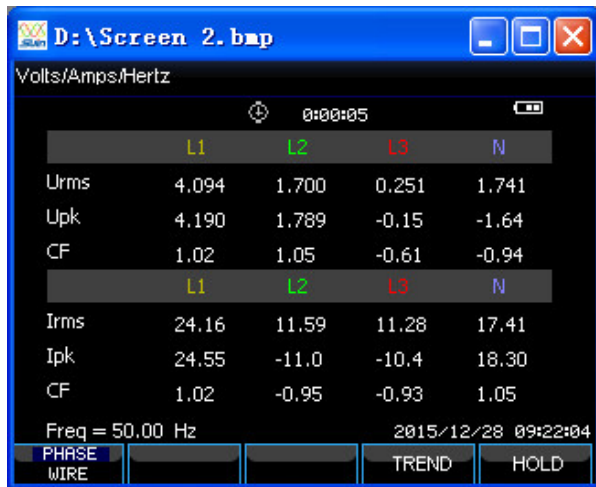 D:\Screen 2.bmp
Volts/Amps/Hertz
0:00:05
L1 L2 L3 N
Urms 4.094 1.700 0.251 1.741
Upk 4.190 1.789 -0.15 -1.64
CF 1.02 1.05 -0.61 -0.94
L1 L2 L3 N
Irms 24.16 11.59 11.28 17.41
Ipk 24.55 -11.0 -10.4 18.30
CF 1.02 -0.95 -0.93 1.05
Freq = 50.00 Hz 2015/12/28 09:22:04
PHASE TREND HOLD
WIRE